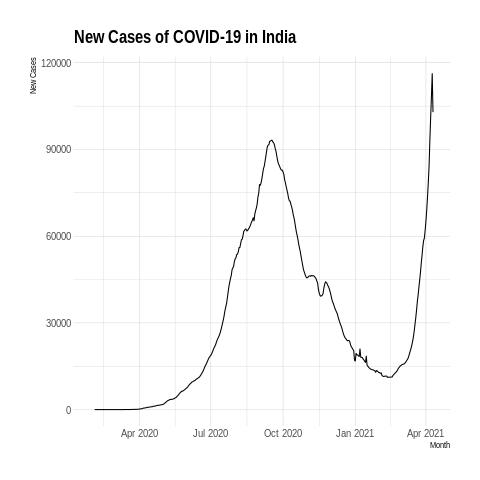 New Cases of COVID-19 in India
New Cases
120000
90000
60000
30000
0
Apr 2020 Jul 2020 Oct 2020 Jan 2021 Apr 2021
Month